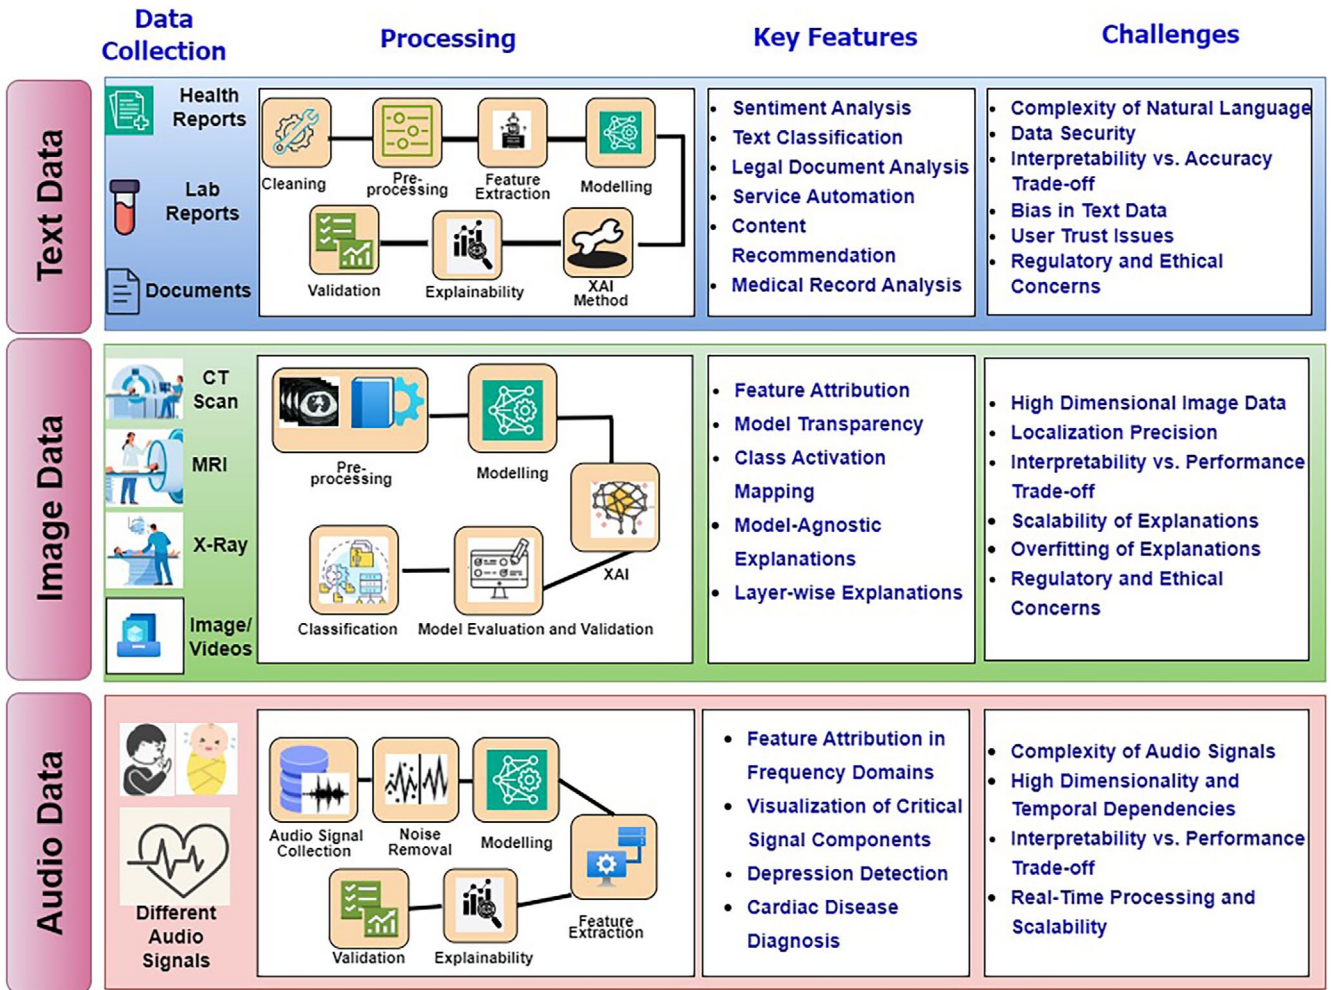 Data
Collection
Processing
Key Features
Challenges
Text Data
Health
Reports
Lab
Reports
Documents
Cleaning
Pre-
processing
Feature
Extraction
Modelling
Validation
Explainability
XAI
Method
• Sentiment Analysis
• Text Classification
• Legal Document Analysis
• Service Automation
• Content
Recommendation
• Medical Record Analysis
• Complexity of Natural Language
• Data Security
• Interpretability vs. Accuracy
Trade-off
• Bias in Text Data
• User Trust Issues
• Regulatory and Ethical
Concerns
Image Data
CT
Scan
MRI
X-Ray
Image/
Videos
Pre-
processing
Modelling
XAI
Classification
Model Evaluation and Validation
• Feature Attribution
• Model Transparency
• Class Activation
Mapping
• Model-Agnostic
Explanations
• Layer-wise Explanations
• High Dimensional Image Data
• Localization Precision
• Interpretability vs. Performance
Trade-off
• Scalability of Explanations
• Overfitting of Explanations
• Regulatory and Ethical
Concerns
Audio Data
Different
Audio
Signals
Audio Signal
Collection
Noise
Removal
Modelling
Feature
Extraction
Validation
Explainability
• Feature Attribution in
Frequency Domains
• Visualization of Critical
Signal Components
• Depression Detection
• Cardiac Disease
Diagnosis
• Complexity of Audio Signals
• High Dimensionality and
Temporal Dependencies
• Interpretability vs. Performance
Trade-off
• Real-Time Processing and
Scalability